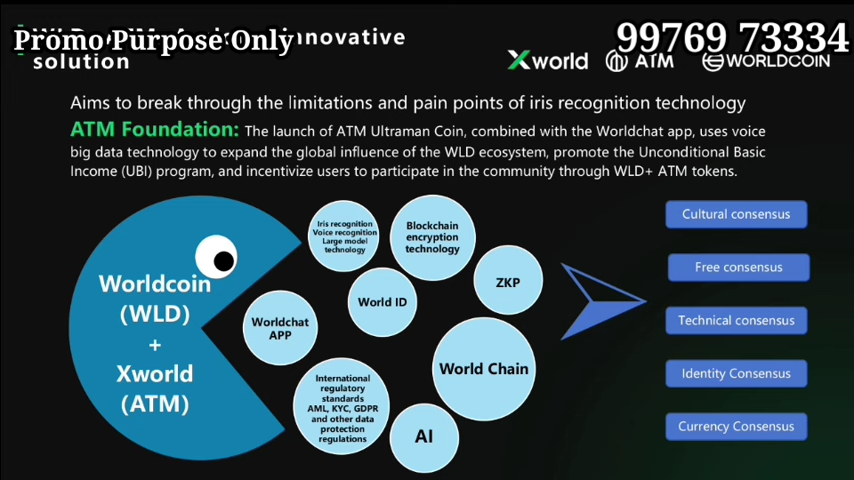 Promo Purpose Only
innovative
solution
99769 73334
Xworld
ATM
WORLDCOIN
Aims to break through the limitations and pain points of iris recognition technology
ATM Foundation: The launch of ATM Ultraman Coin, combined with the Worldchat app, uses voice
big data technology to expand the global influence of the WLD ecosystem, promote the Unconditional Basic
Income (UBI) program, and incentivize users to participate in the community through WLD+ ATM tokens.
Worldcoin
(WLD)
+
Xworld
(ATM)
Iris recognition
Voice recognition
Large model
technology
Blockchain
encryption
technology
ZKP
World ID
Worldchat
APP
World Chain
International
regulatory
standards
AML, KYC, GDPR
and other data
protection
regulations
AI
Cultural consensus
Free consensus
Technical consensus
Identity Consensus
Currency Consensus